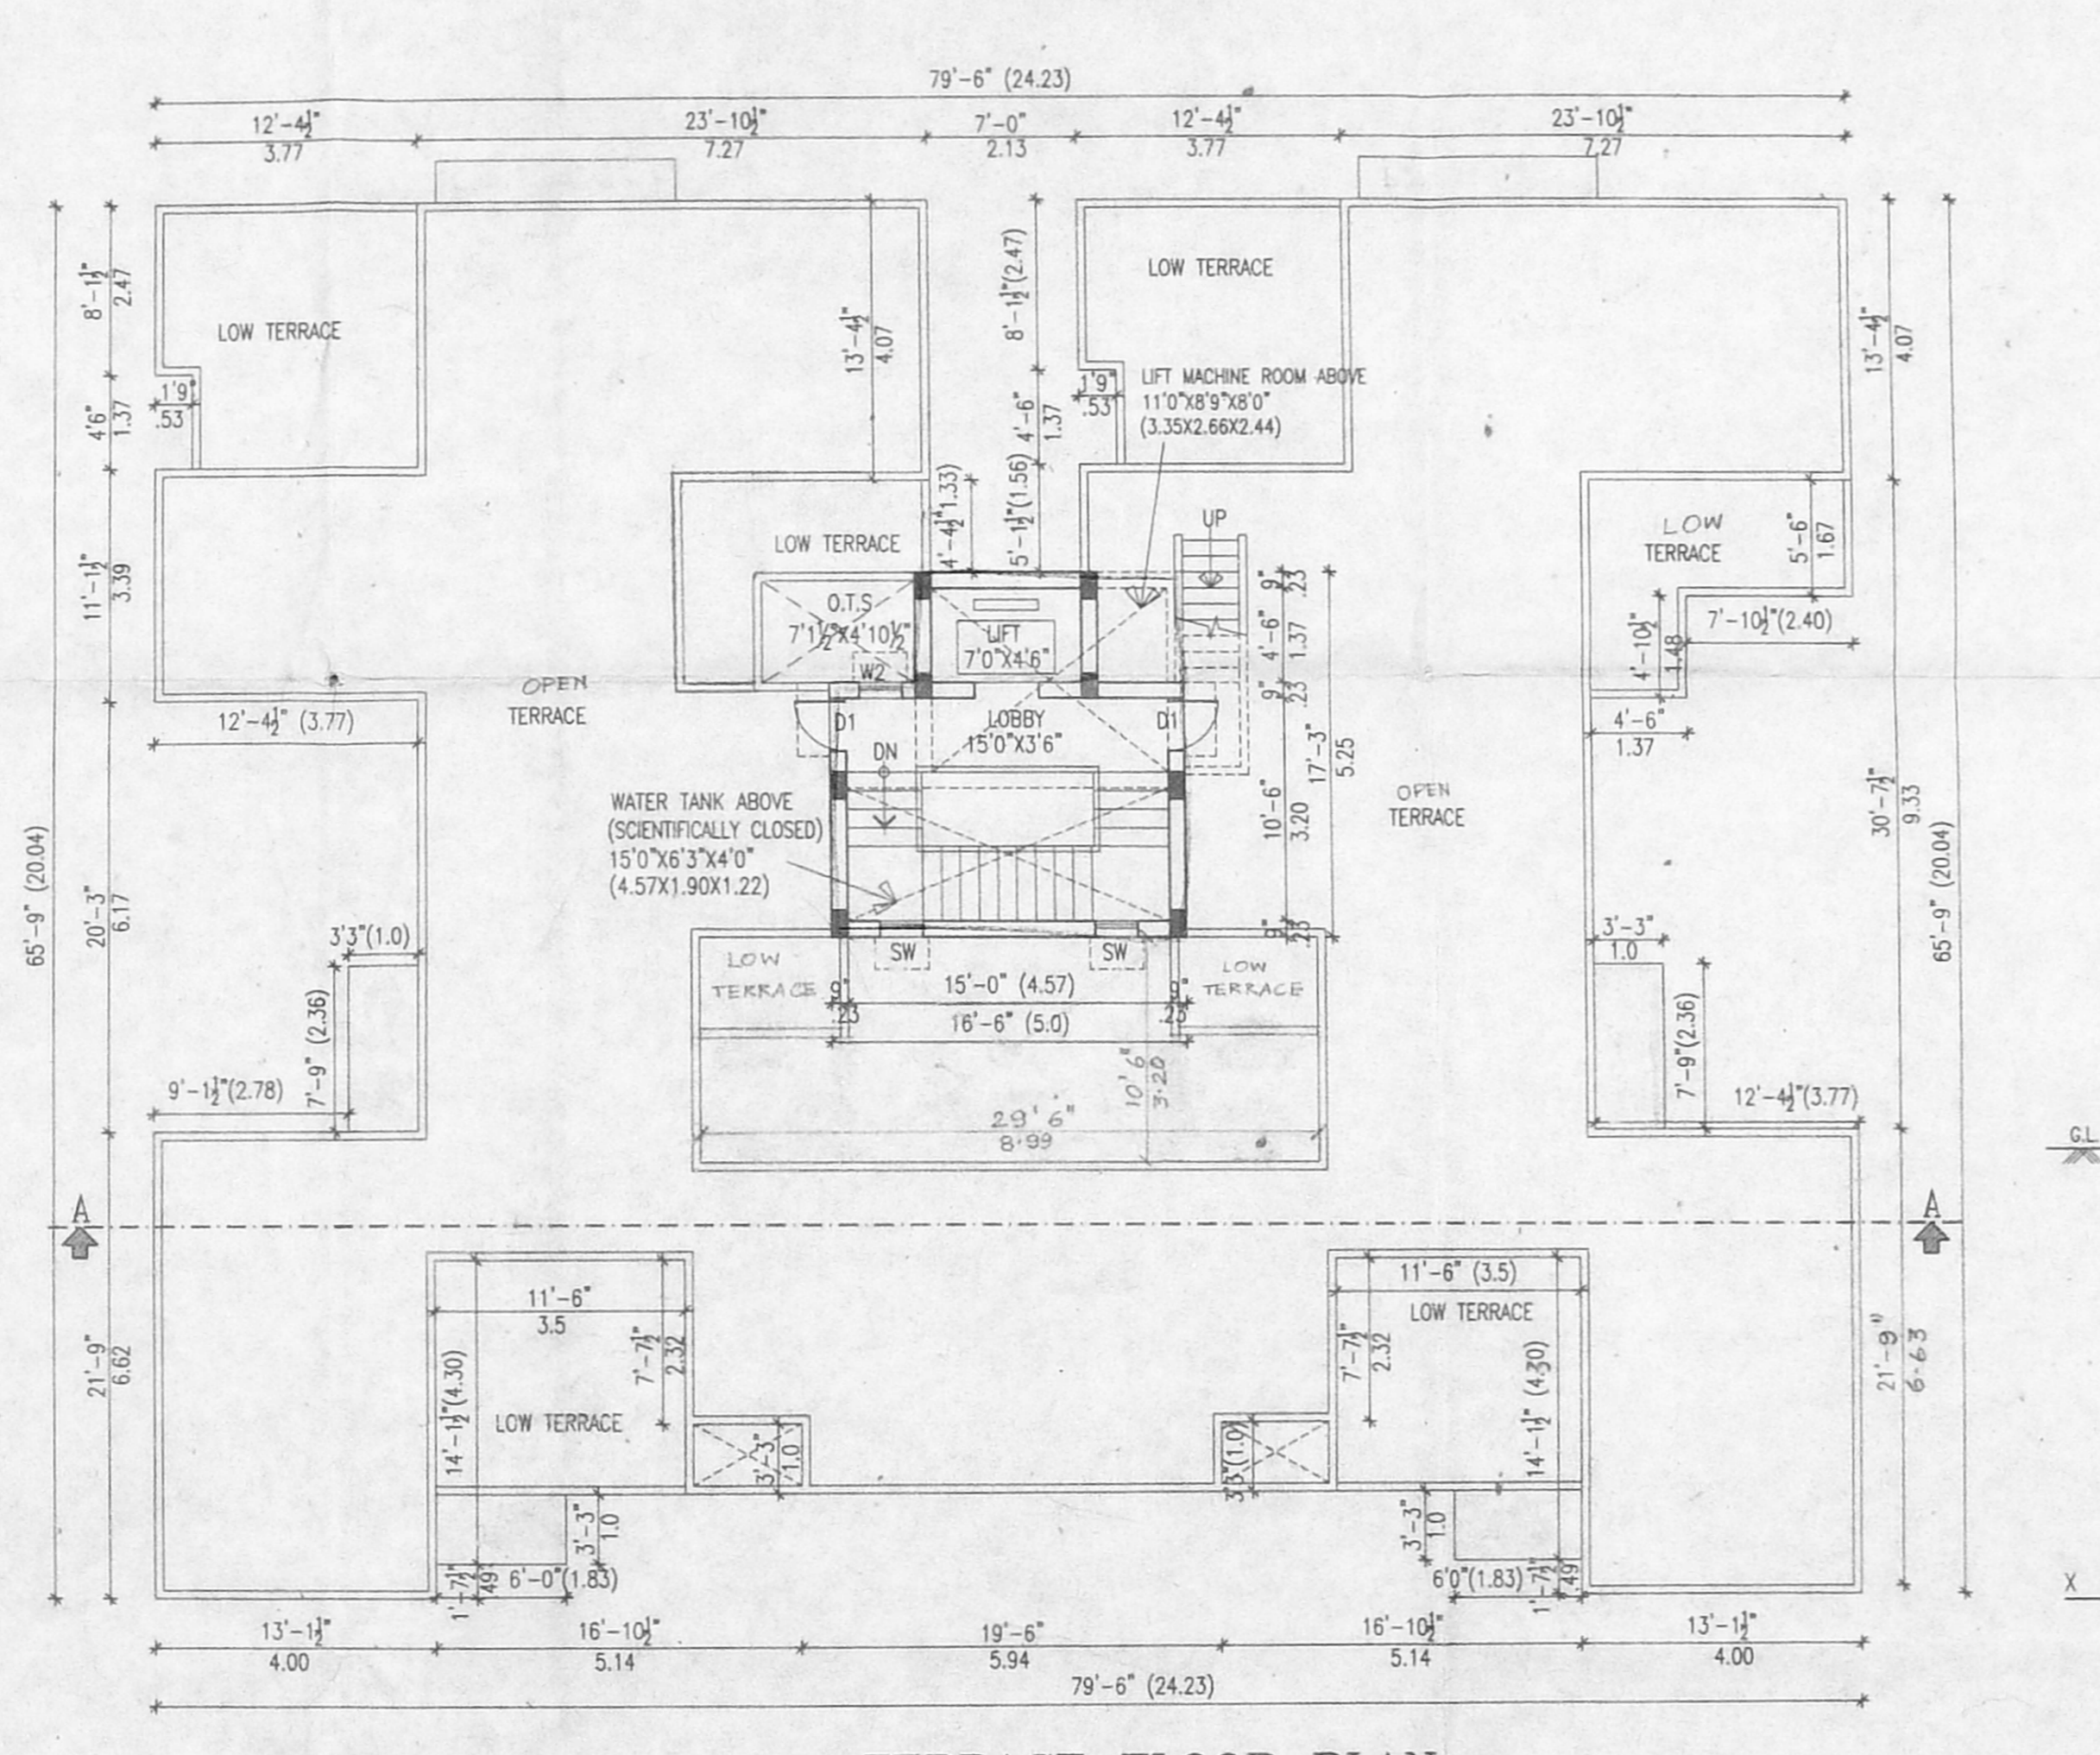 79'-6" (24.23)
12'-4½" 23'-10½" 7'-0" 12'-4½" 23'-10½"
3.77 7.27 2.13 3.77 7.27
8'-1½" 2.47
LOW TERRACE
1'9"
.53
4'6" 1.37
13'-4½" 4.07
8'-1½"(2.47)
LOW TERRACE
1'9"
.53
4'-6" 1.37
LIFT MACHINE ROOM ABOVE
11'0"X8'9"X8'0"
(3.35X2.66X2.44)
13'-4½" 4.07
11'-1½" 3.39
LOW TERRACE
4'-4½"1.33)
5'-1½"(1.56)
UP
LOW
TERRACE
5'-6" 1.67
O.T.S
7'1½"X4'10½"
W2
LIFT
7'0"X4'6"
9" .23
4'-6" 1.37
9" .23
4'-10½" 1.48
7'-10½"(2.40)
4'-6"
1.37
12'-4½" (3.77)
OPEN
TERRACE
D1
LOBBY
15'0"X3'6"
D1
DN
17'-3" 5.25
10'-6" 3.20
9" .23
OPEN
TERRACE
WATER TANK ABOVE
(SCIENTIFICALLY CLOSED)
15'0"X6'3"X4'0"
(4.57X1.90X1.22)
65'-9" (20.04)
20'-3" 6.17
30'-7½" 9.33
65'-9" (20.04)
3'3"(1.0)
7'-9" (2.36)
9'-1½"(2.78)
LOW
TERRACE
SW
SW
LOW
TERRACE
9"
.23
15'-0" (4.57)
9"
.23
16'-6" (5.0)
10'6" 3.20
29'6"
8.99
3'-3"
1.0
7'-9"(2.36)
12'-4½"(3.77)
G.L.
A
A
21'-9" 6.62
11'-6"
3.5
7'-7½" 2.32
14'-1½"(4.30)
LOW TERRACE
3'-3" 1.0
3'-3" 1.0
1'-7½" .49
6'-0"(1.83)
11'-6" (3.5)
LOW TERRACE
7'-7½" 2.32
14'-1½" (4.30)
3'3"(1.0)
3'-3" 1.0
6'0"(1.83)
1'-7½" .49
21'-9" 6.63
X
13'-1½" 16'-10½" 19'-6" 16'-10½" 13'-1½"
4.00 5.14 5.94 5.14 4.00
79'-6" (24.23)
TERRACE FLOOR PLAN